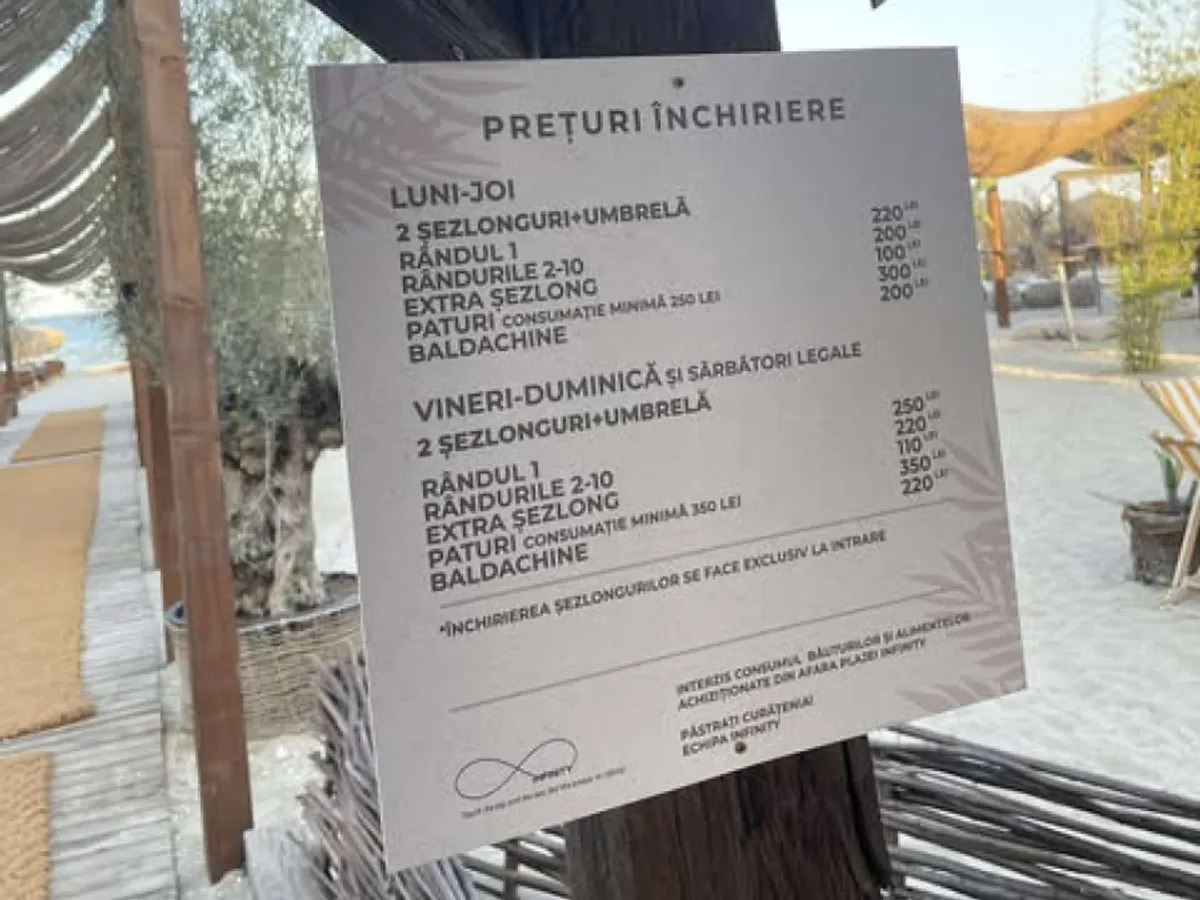 PREȚURI ÎNCHIRIERE
LUNI-JOI
2 ȘEZLONGURI+UMBRELĂ
RÂNDUL 1 220 LEI
RÂNDURILE 2-10 200 LEI
EXTRA ȘEZLONG 100 LEI
PATURI CONSUMAȚIE MINIMĂ 250 LEI 300 LEI
BALDACHINE 200 LEI
VINERI-DUMINICĂ ȘI SĂRBĂTORI LEGALE
2 ȘEZLONGURI+UMBRELĂ
RÂNDUL 1 250 LEI
RÂNDURILE 2-10 220 LEI
EXTRA ȘEZLONG 110 LEI
PATURI CONSUMAȚIE MINIMĂ 350 LEI 350 LEI
BALDACHINE 220 LEI
*ÎNCHIRIEREA ȘEZLONGURILOR SE FACE EXCLUSIV LA INTRARE
INTERZIS CONSUMUL BĂUTURILOR ȘI ALIMENTELOR
ACHIZIȚIONATE DIN AFARA PLAJEI INFINITY
PĂSTRAȚI CURĂȚENIA!
ECHIPA INFINITY
INFINITY